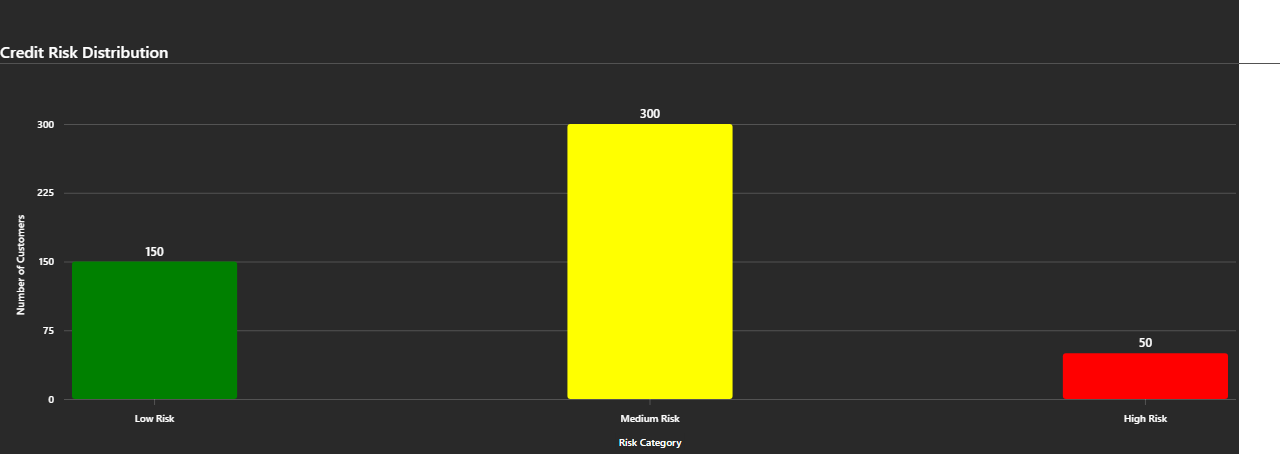 Credit Risk Distribution
300
300
225
Number of Customers
150
150
75
50
0
Low Risk
Medium Risk
High Risk
Risk Category